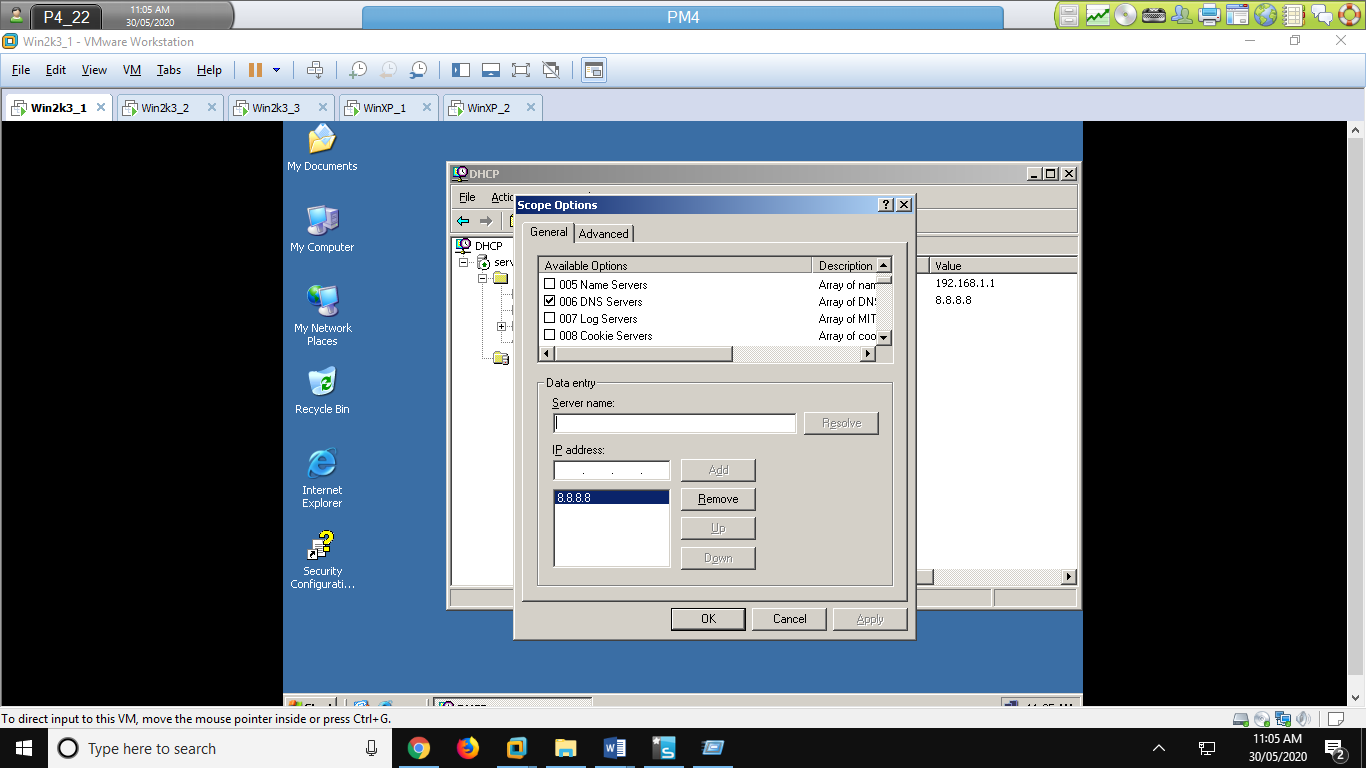 P4_22
11:05 AM
30/05/2020
PM4
Win2k3_1 - VMware Workstation
File Edit View VM Tabs Help
Win2k3_1 Win2k3_2 Win2k3_3 WinXP_1 WinXP_2
My Documents
My Computer
My Network
Places
Recycle Bin
Internet
Explorer
Security
Configurati...
DHCP
File
DHCP
Scope Options
General Advanced
Available Options Description
005 Name Servers Array of
006 DNS Servers Array of
007 Log Servers Array of MIT
008 Cookie Servers Array of
Data entry
Server name:
Resolve
IP address:
. . .
Add
8.8.8.8
Remove
Up
Down
OK Cancel Apply
Value
192.168.1.1
8.8.8.8
To direct input to this VM, move the mouse pointer inside or press Ctrl+G.
Type here to search
11:05 AM
30/05/2020
2